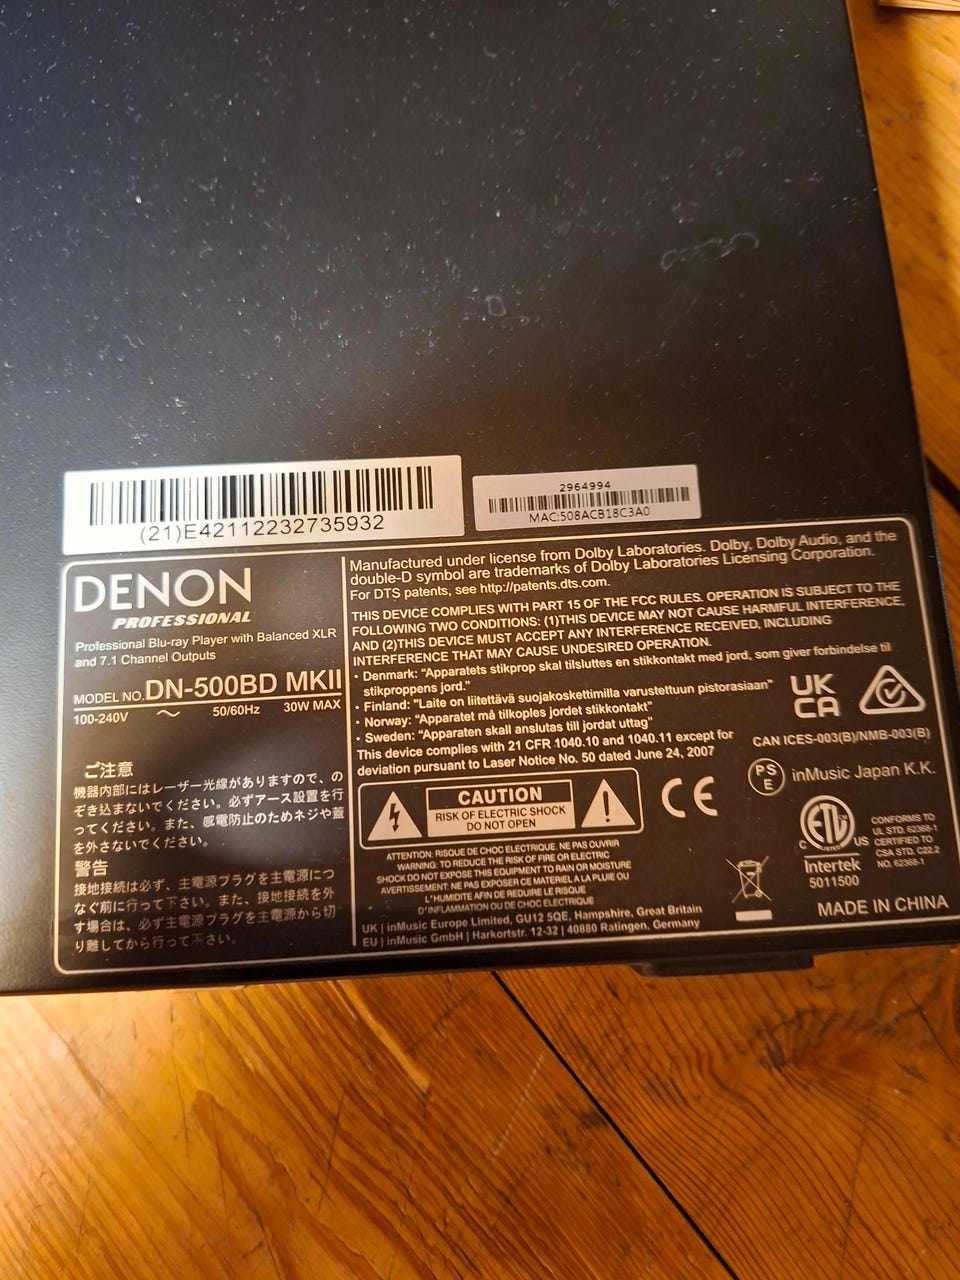 (21)E42112232735932
2964994
MAC:508ACB18C3A0
DENON
PROFESSIONAL
Professional Blu-ray Player with Balanced XLR
and 7.1 Channel Outputs
MODEL NO. DN-500BD MKII
100-240V ～ 50/60Hz 30W MAX
ご注意
機器内部にはレーザー光線がありますので、の
ぞき込まないでください。必ずアース設置を行
ってください。また、感電防止のためネジや蓋
を外さないでください。
警告
接地接続は必ず、主電源プラグを主電源につ
なぐ前に行って下さい。また、接地接続を外
す場合は、必ず主電源プラグを主電源から切
り離してから行って下さい。
Manufactured under license from Dolby Laboratories. Dolby, Dolby Audio, and the
double-D symbol are trademarks of Dolby Laboratories Licensing Corporation.
For DTS patents, see http://patents.dts.com.
THIS DEVICE COMPLIES WITH PART 15 OF THE FCC RULES. OPERATION IS SUBJECT TO THE
FOLLOWING TWO CONDITIONS: (1)THIS DEVICE MAY NOT CAUSE HARMFUL INTERFERENCE,
AND (2)THIS DEVICE MUST ACCEPT ANY INTERFERENCE RECEIVED, INCLUDING
INTERFERENCE THAT MAY CAUSE UNDESIRED OPERATION.
• Denmark: “Apparatets stikprop skal tilsluttes en stikkontakt med jord, som giver forbindelse til
stikproppens jord.”
• Finland: "Laite on liitettävä suojakoskettimilla varustettuun pistorasiaan"
• Norway: “Apparatet må tilkoples jordet stikkontakt”
• Sweden: “Apparaten skall anslutas till jordat uttag”
This device complies with 21 CFR 1040.10 and 1040.11 except for
deviation pursuant to Laser Notice No. 50 dated June 24, 2007
UK
CA
CAN ICES-003(B)/NMB-003(B)
CAUTION
RISK OF ELECTRIC SHOCK
DO NOT OPEN
CE
PS
E
inMusic Japan K.K.
ATTENTION: RISQUE DE CHOC ELECTRIQUE. NE PAS OUVRIR
WARNING: TO REDUCE THE RISK OF FIRE OR ELECTRIC
SHOCK DO NOT EXPOSE THIS EQUIPMENT TO RAIN OR MOISTURE
AVERTISSEMENT: NE PAS EXPOSER CE MATERIEL A LA PLUIE OU
L'HUMIDITE AFIN DE REDUIRE LE RISQUE
D'INFLAMMATION OU DE CHOC ELECTRIQUE
ETL
C LISTED US
Intertek
5011500
CONFORMS TO
UL STD. 62368-1
CERTIFIED TO
CSA STD. C22.2
NO. 62368-1
UK | inMusic Europe Limited, GU12 5QE, Hampshire, Great Britain
EU | inMusic GmbH | Harkortstr. 12-32 | 40880 Ratingen, Germany
MADE IN CHINA